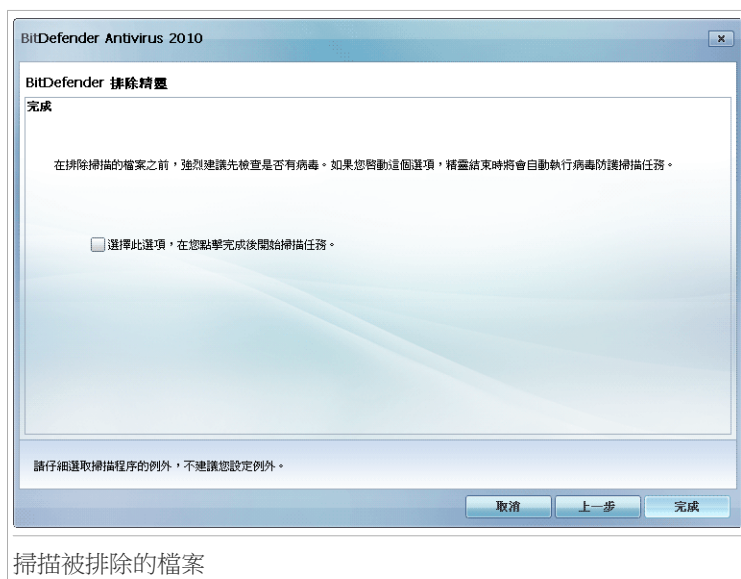 BitDefender Antivirus 2010
BitDefender 排除精靈
完成
在排除掃描的檔案之前，強烈建議先檢查是否有病毒。如果您啓動這個選項，精靈結束時將會自動執行病毒防護掃描任務。
選擇此選項，在您點擊完成後開始掃描任務。
請仔細選取掃描程序的例外，不建議您設定例外。
取消
上一步
完成
掃描被排除的檔案